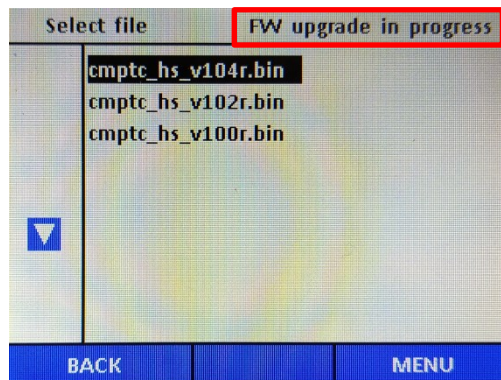 Select file FW upgrade in progress
cmptc_hs_v104r.bin
cmptc_hs_v102r.bin
cmptc_hs_v100r.bin
BACK MENU